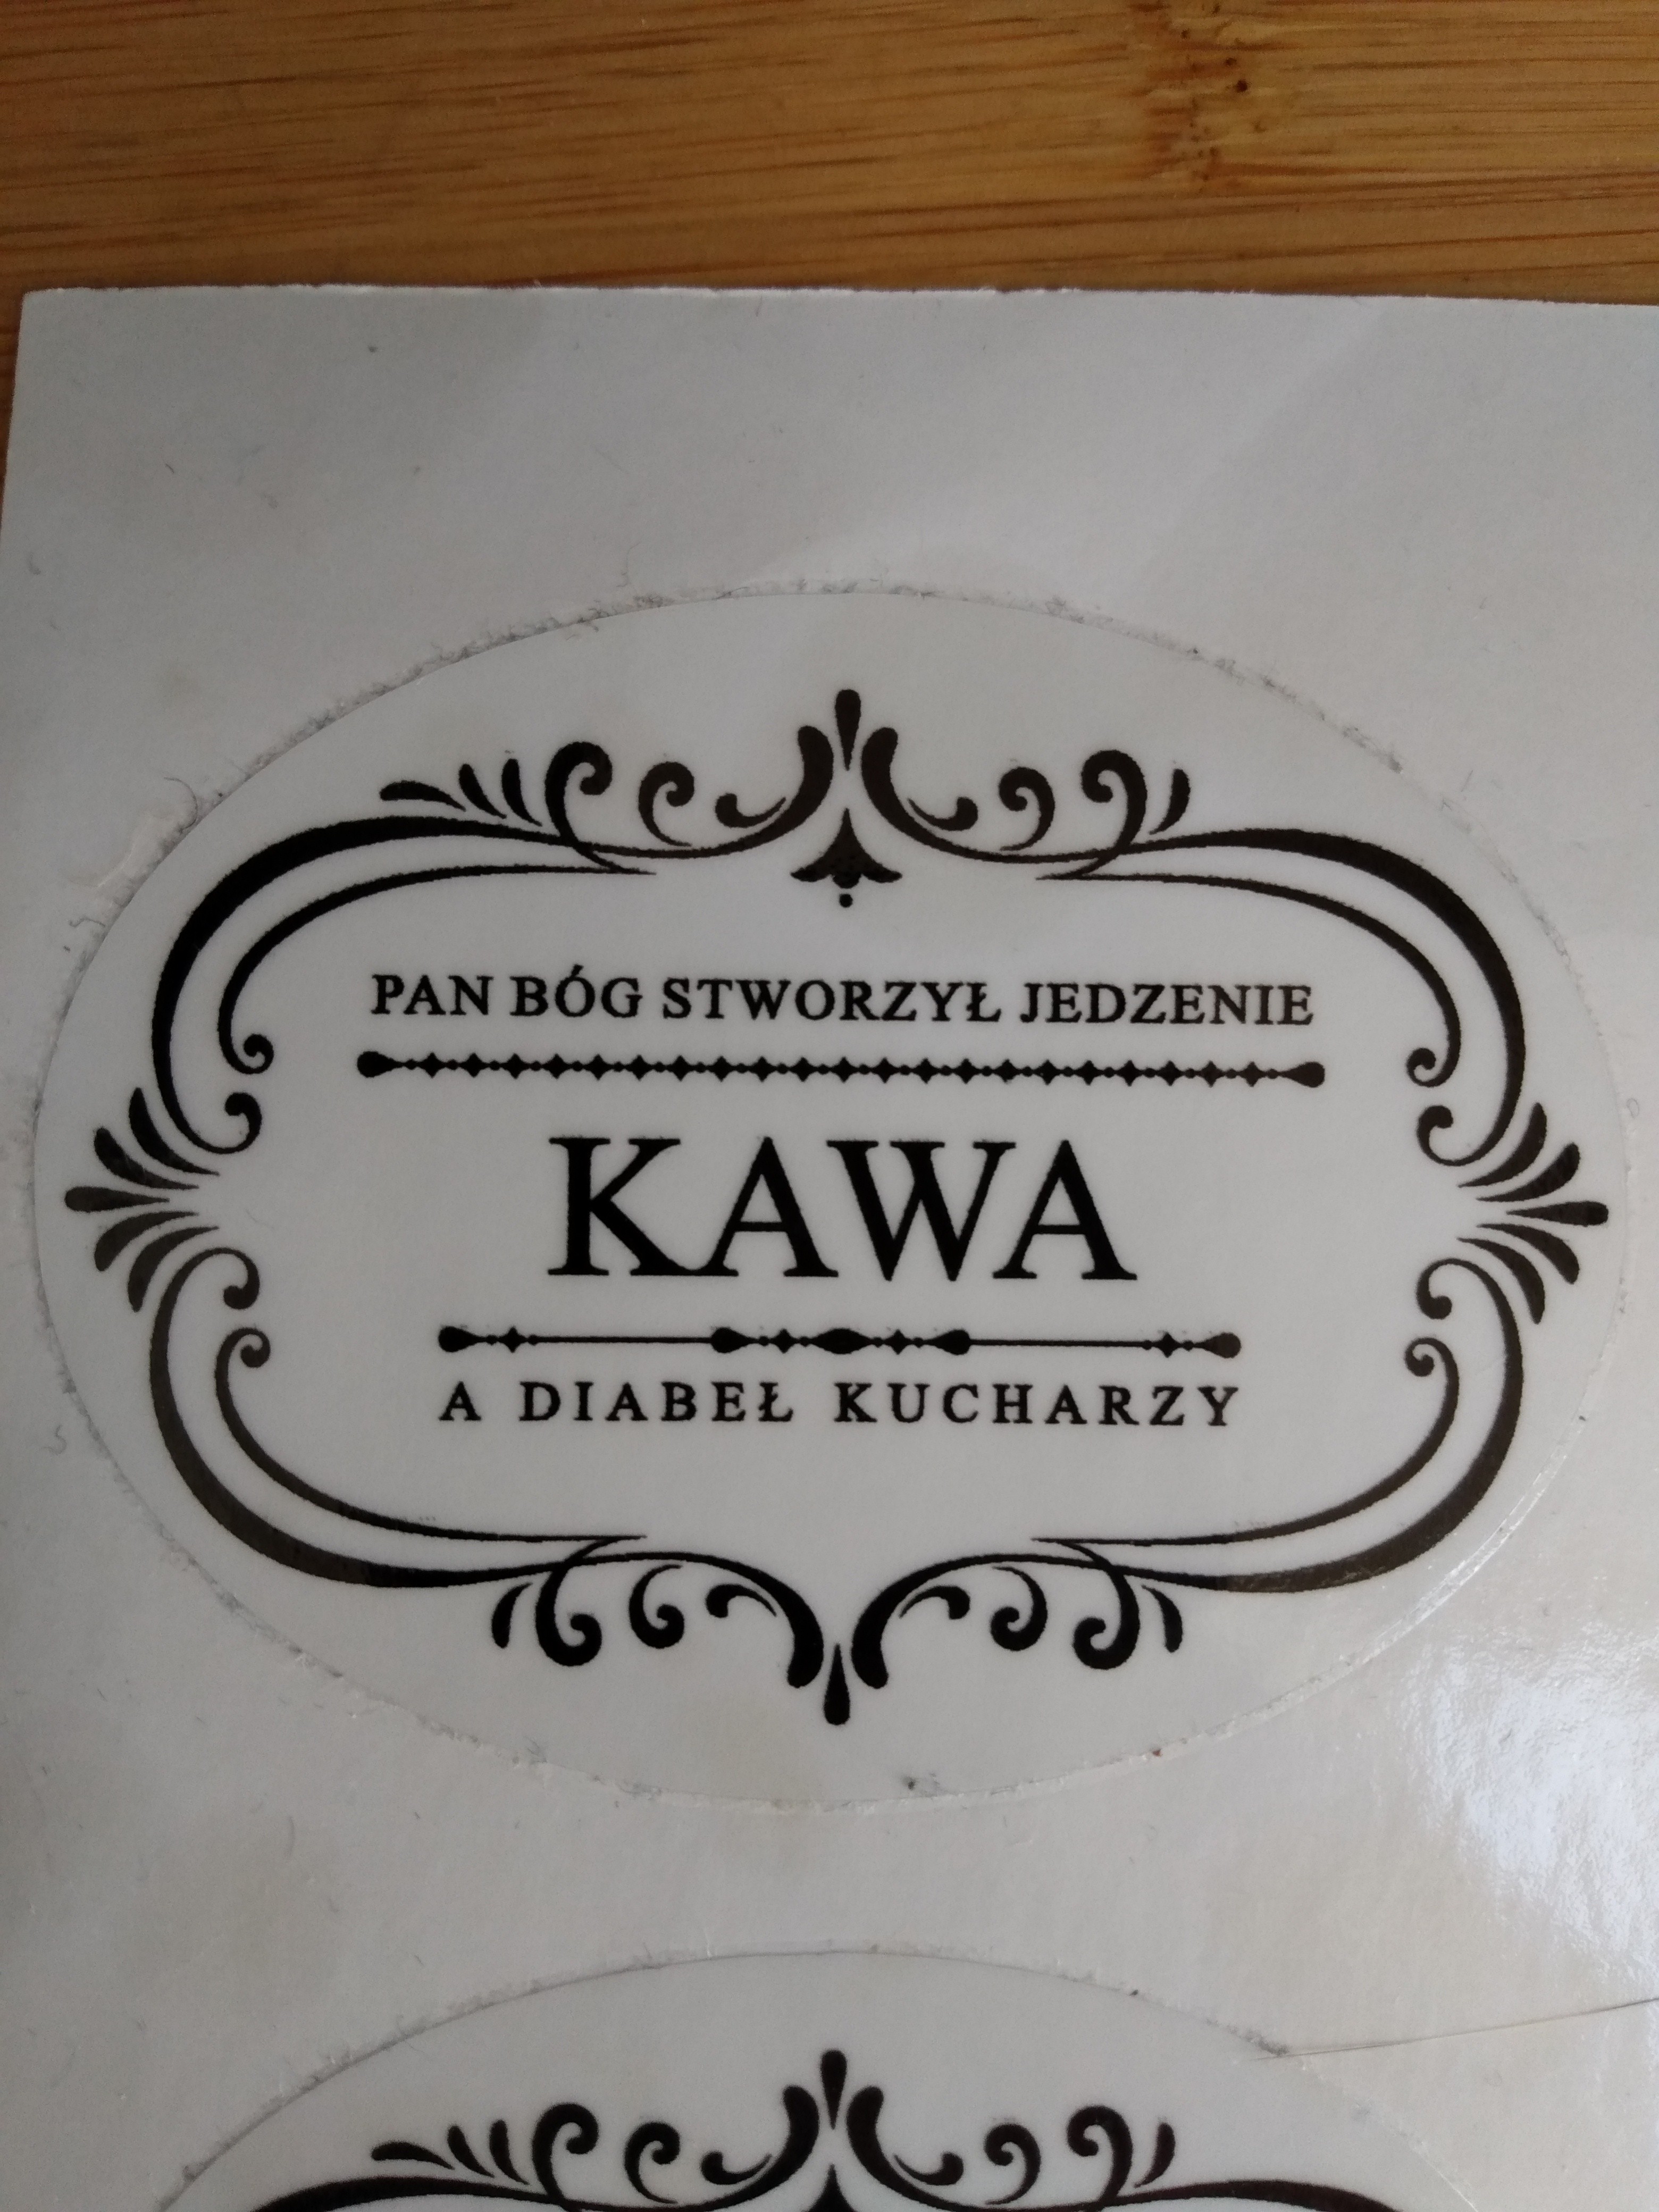 PAN BÓG STWORZYŁ JEDZENIE
KAWA
A DIABEŁ KUCHARZY